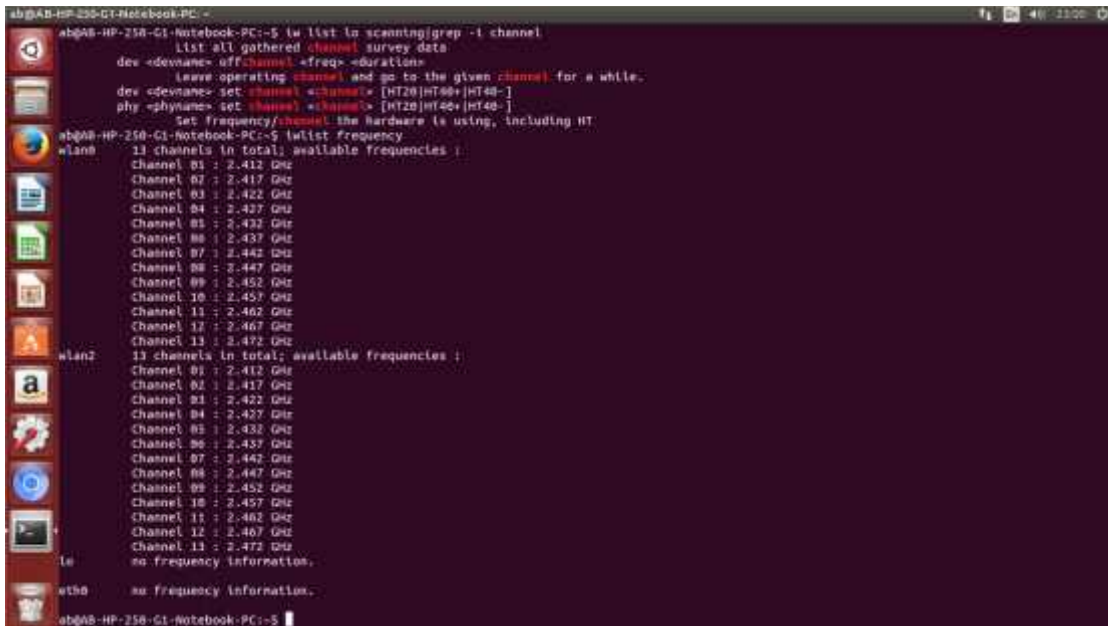 ab@AB-HP-250-G1-Notebook-PC: ~
23:00
ab@AB-HP-250-G1-Notebook-PC:~$ iw list lo scanning|grep -i channel
List all gathered channel survey data
dev <devname> offchannel <freq> <duration>
Leave operating channel and go to the given channel for a while.
dev <devname> set channel <channel> [HT20|HT40+|HT40-]
phy <phyname> set channel <channel> [HT20|HT40+|HT40-]
Set frequency/channel the hardware is using, including HT
ab@AB-HP-250-G1-Notebook-PC:~$ iwlist frequency
wlan0 13 channels in total; available frequencies :
Channel 01 : 2.412 GHz
Channel 02 : 2.417 GHz
Channel 03 : 2.422 GHz
Channel 04 : 2.427 GHz
Channel 05 : 2.432 GHz
Channel 06 : 2.437 GHz
Channel 07 : 2.442 GHz
Channel 08 : 2.447 GHz
Channel 09 : 2.452 GHz
Channel 10 : 2.457 GHz
Channel 11 : 2.462 GHz
Channel 12 : 2.467 GHz
Channel 13 : 2.472 GHz
wlan2 13 channels in total; available frequencies :
Channel 01 : 2.412 GHz
Channel 02 : 2.417 GHz
Channel 03 : 2.422 GHz
Channel 04 : 2.427 GHz
Channel 05 : 2.432 GHz
Channel 06 : 2.437 GHz
Channel 07 : 2.442 GHz
Channel 08 : 2.447 GHz
Channel 09 : 2.452 GHz
Channel 10 : 2.457 GHz
Channel 11 : 2.462 GHz
Channel 12 : 2.467 GHz
Channel 13 : 2.472 GHz
lo no frequency information.
eth0 no frequency information.
ab@AB-HP-250-G1-Notebook-PC:~$